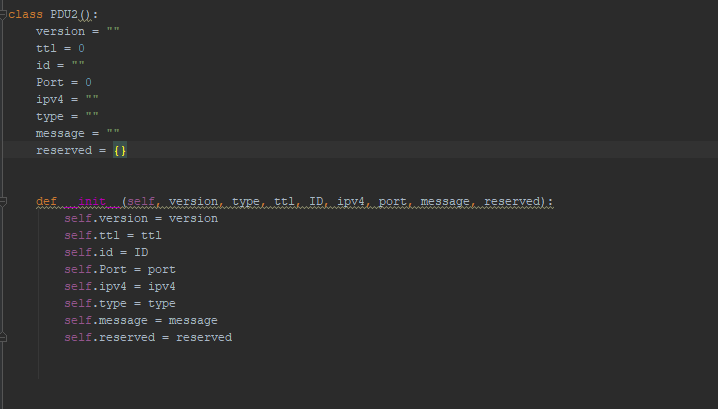 class PDU2():
version = ""
ttl = 0
id = ""
Port = 0
ipv4 = ""
type = ""
message = ""
reserved = {}
def __init__(self, version, type, ttl, ID, ipv4, port, message, reserved):
self.version = version
self.ttl = ttl
self.id = ID
self.Port = port
self.ipv4 = ipv4
self.type = type
self.message = message
self.reserved = reserved